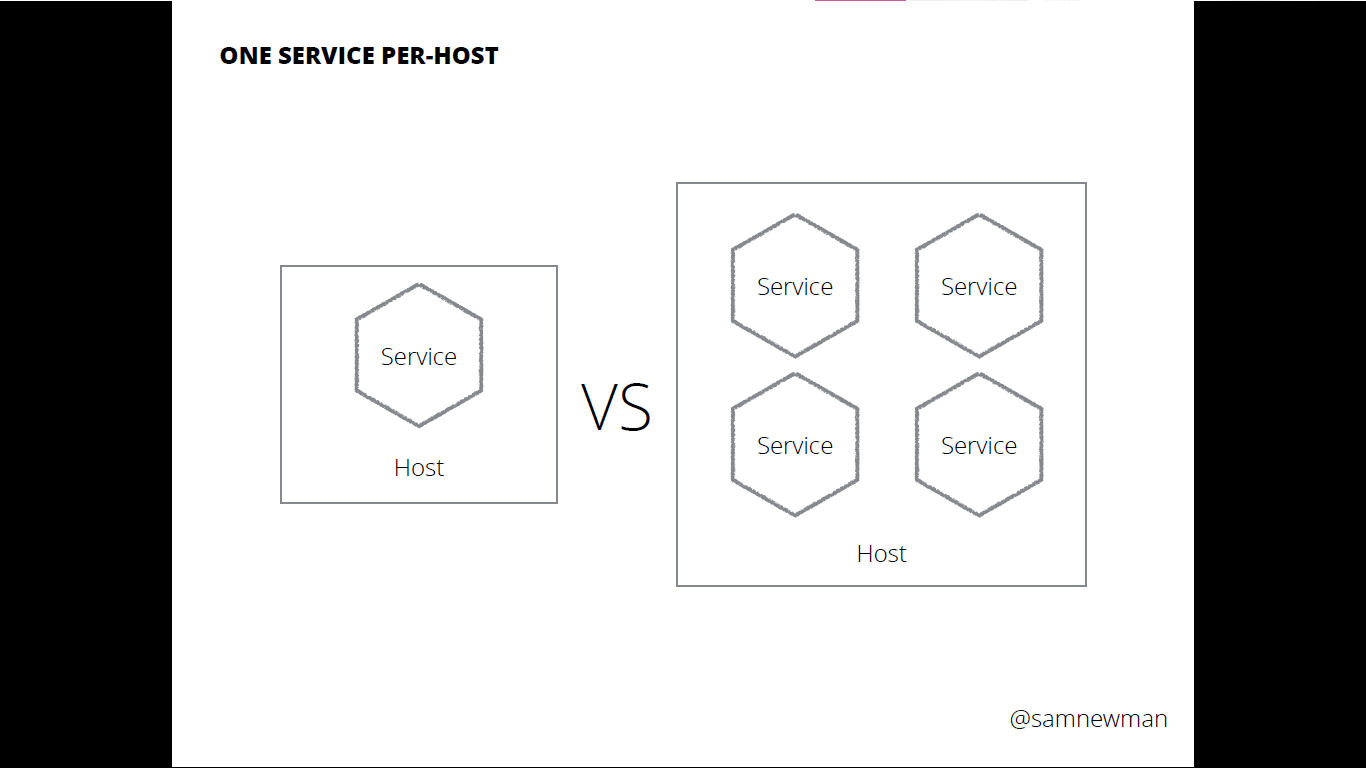 ONE SERVICE PER-HOST
Service
Host
VS
Service Service
Service Service
Host
@samnewman